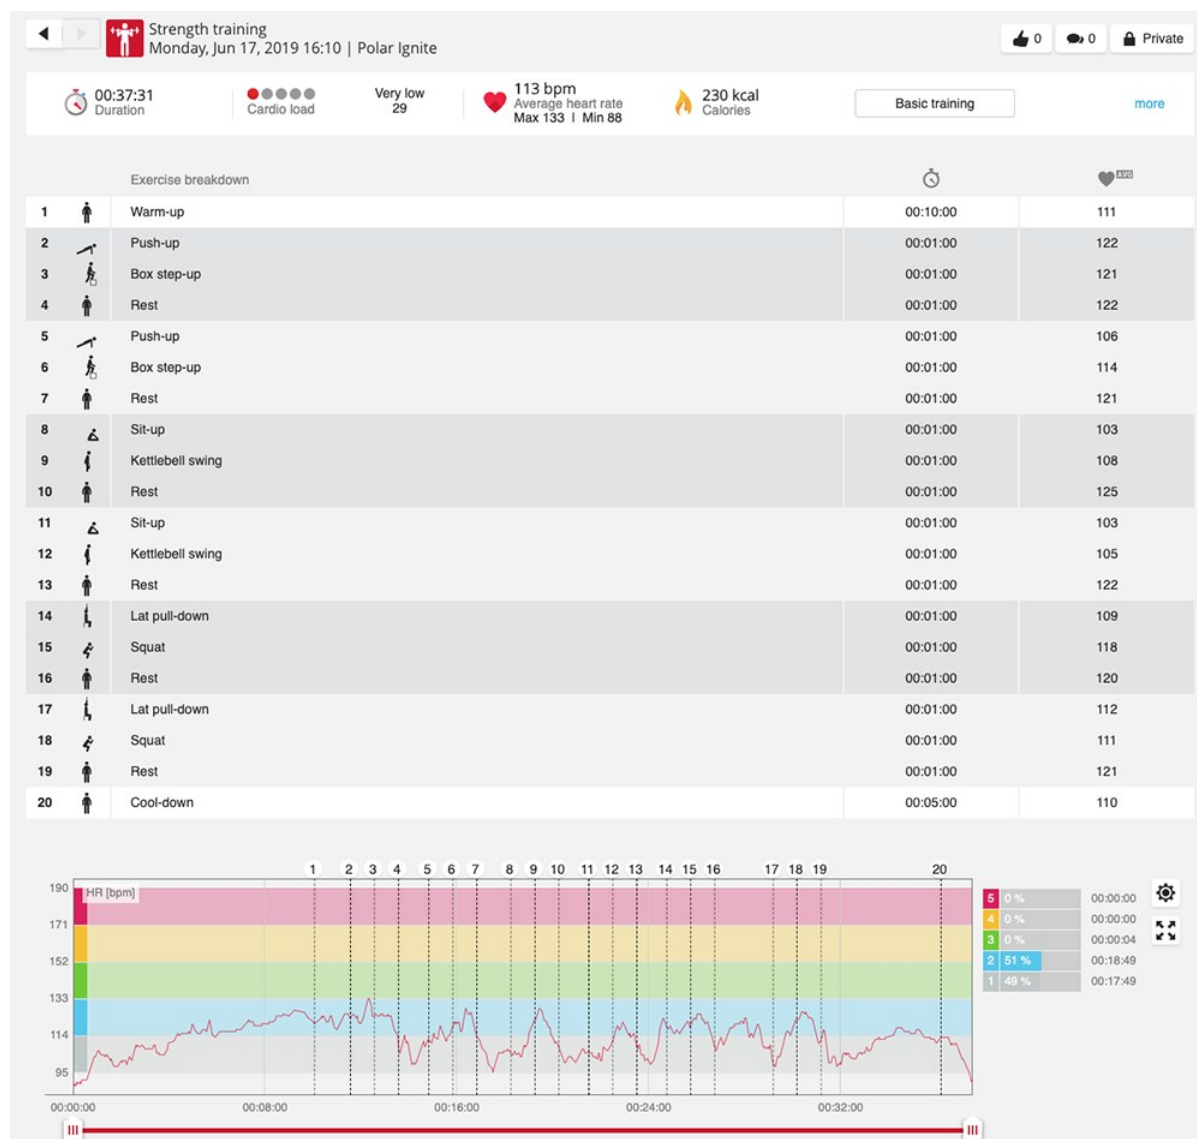 Strength training
Monday, Jun 17, 2019 16:10 | Polar Ignite
0
0
Private
00:37:31
Duration
Cardio load
Very low
29
113 bpm
Average heart rate
Max 133 | Min 88
230 kcal
Calories
Basic training
more
Exercise breakdown AVG
1 Warm-up 00:10:00 111
2 Push-up 00:01:00 122
3 Box step-up 00:01:00 121
4 Rest 00:01:00 122
5 Push-up 00:01:00 106
6 Box step-up 00:01:00 114
7 Rest 00:01:00 121
8 Sit-up 00:01:00 103
9 Kettlebell swing 00:01:00 108
10 Rest 00:01:00 125
11 Sit-up 00:01:00 103
12 Kettlebell swing 00:01:00 105
13 Rest 00:01:00 122
14 Lat pull-down 00:01:00 109
15 Squat 00:01:00 118
16 Rest 00:01:00 120
17 Lat pull-down 00:01:00 112
18 Squat 00:01:00 111
19 Rest 00:01:00 121
20 Cool-down 00:05:00 110
1 2 3 4 5 6 7 8 9 10 11 12 13 14 15 16 17 18 19 20
HR [bpm]
190
171
152
133
114
95
00:00:00 00:08:00 00:16:00 00:24:00 00:32:00
5 0 % 00:00:00
4 0 % 00:00:00
3 0 % 00:00:04
2 51 % 00:18:49
1 49 % 00:17:49